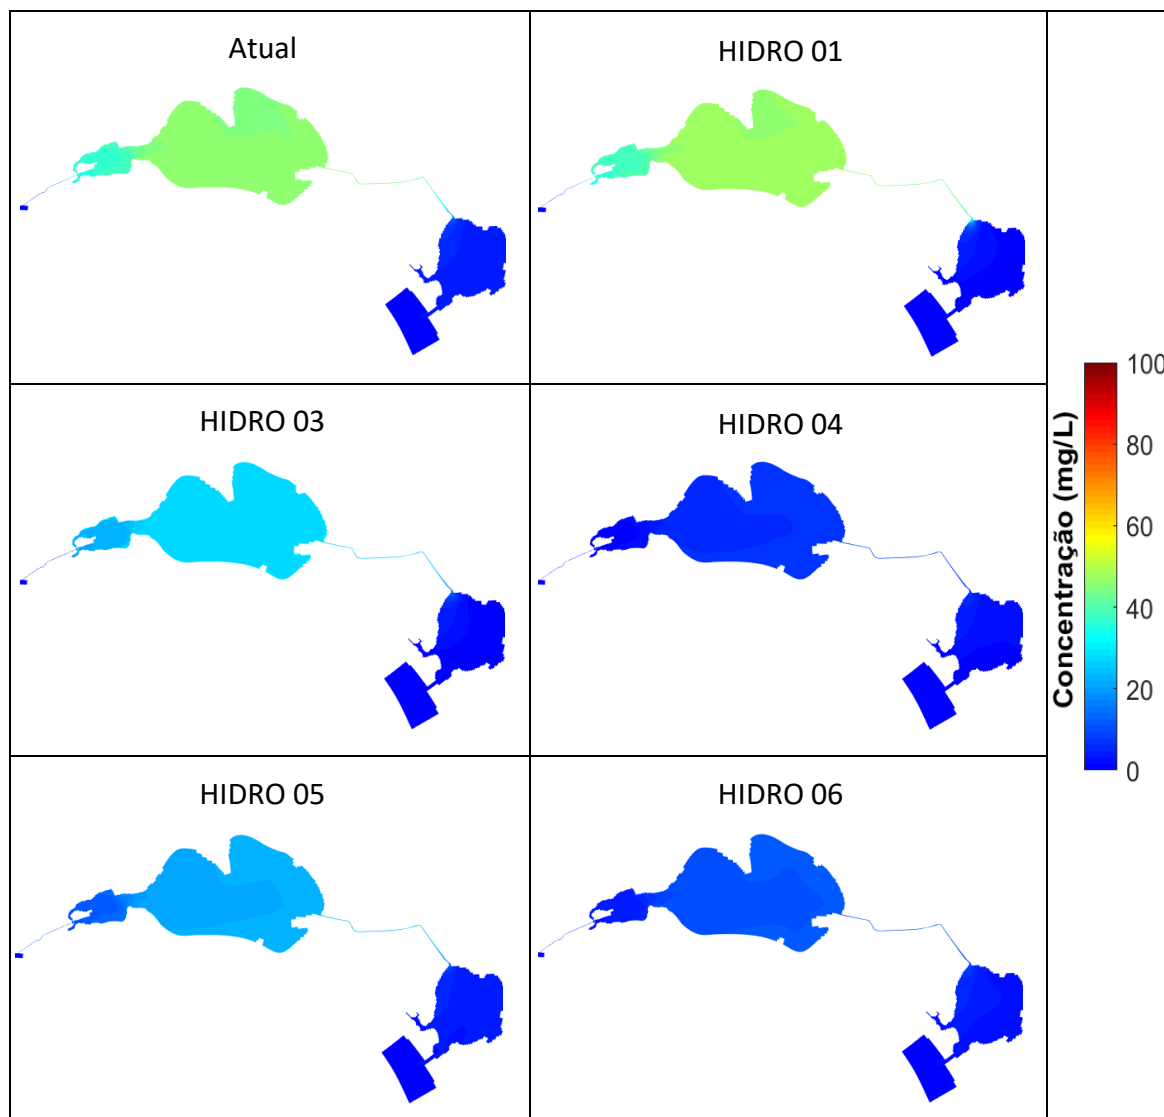 Atual
HIDRO 01
HIDRO 03
HIDRO 04
HIDRO 05
HIDRO 06
Concentração (mg/L)
100
80
60
40
20
0